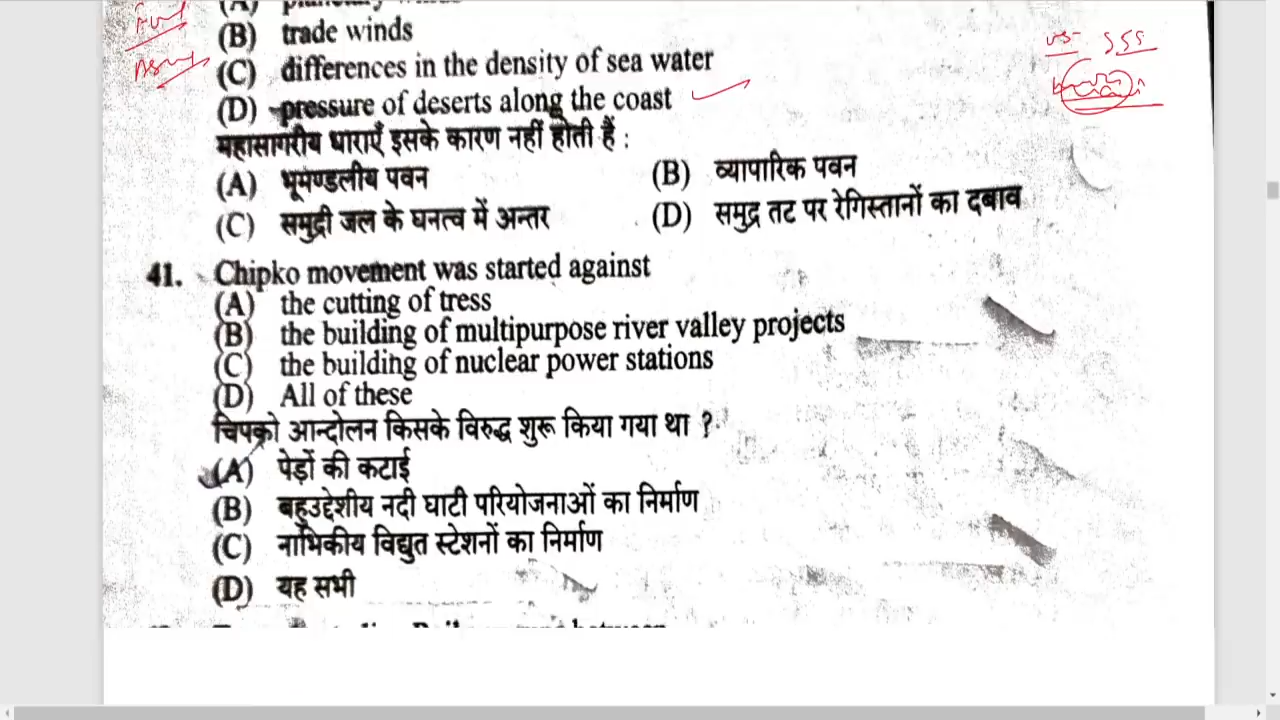 (B) trade winds
(C) differences in the density of sea water
(D) pressure of deserts along the coast
महासागरीय धाराएँ इसके कारण नहीं होती हैं :
(A) भूमण्डलीय पवन (B) व्यापारिक पवन
(C) समुद्री जल के घनत्व में अन्तर (D) समुद्र तट पर रेगिस्तानों का दबाव
41. Chipko movement was started against
(A) the cutting of tress
(B) the building of multipurpose river valley projects
(C) the building of nuclear power stations
(D) All of these
चिपको आन्दोलन किसके विरुद्ध शुरू किया गया था ?
(A) पेड़ों की कटाई
(B) बहुउद्देशीय नदी घाटी परियोजनाओं का निर्माण
(C) नाभिकीय विद्युत स्टेशनों का निर्माण
(D) यह सभी